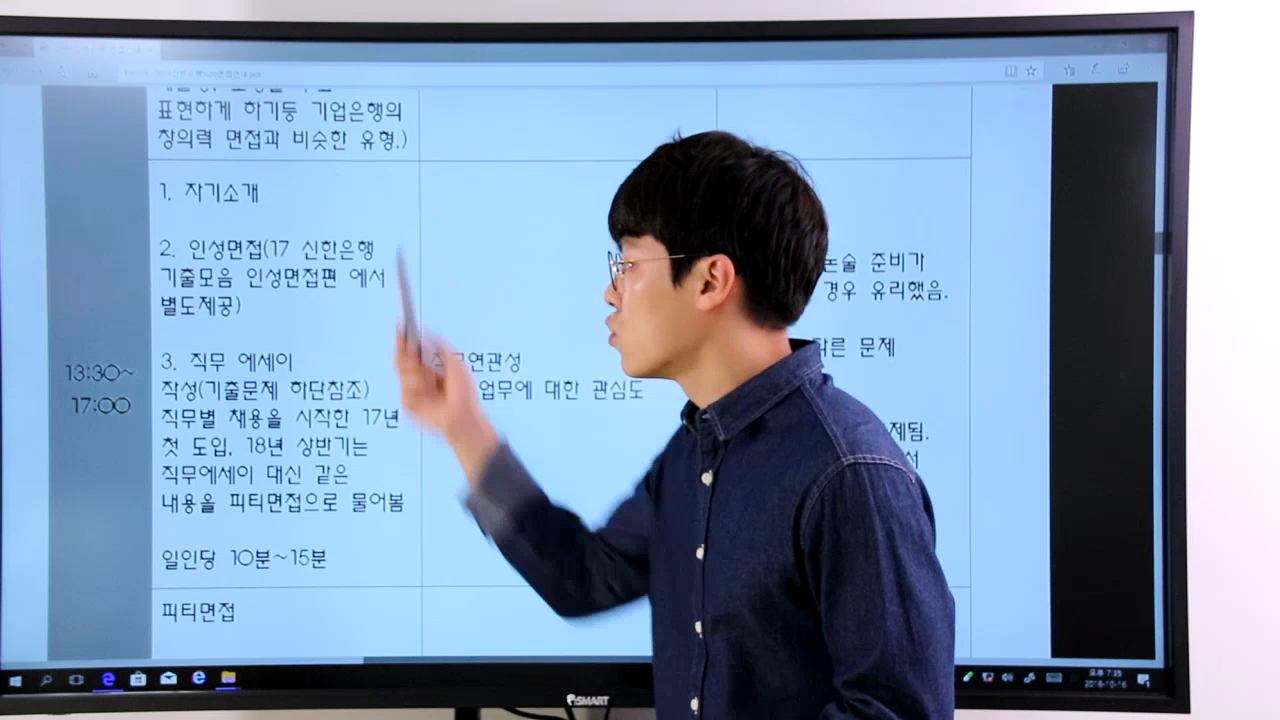 표현하게 하기등 기업은행의
창의력 면접과 비슷한 유형.)
1. 자기소개
2. 인성면접(17 신한은행
기출모음 인성면접편 에서
별도제공)
13:30~
17:00
3. 직무 에세이
작성(기출문제 하단참조)
직무별 채용을 시작한 17년
첫 도입, 18년 상반기는
직무에세이 대신 같은
내용을 피티면접으로 물어봄
일인당 10분~15분
피티면접
업무에 대한 관심도
준비가
경우 유리했음.
문제
SMART
오후 7:35
2018-10-16